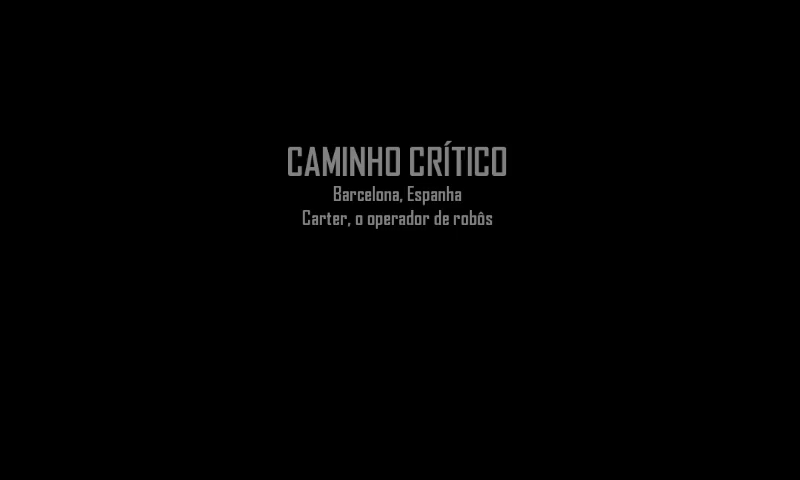 CAMINHO CRÍTICO
Barcelona, Espanha
Carter, o operador de robôs